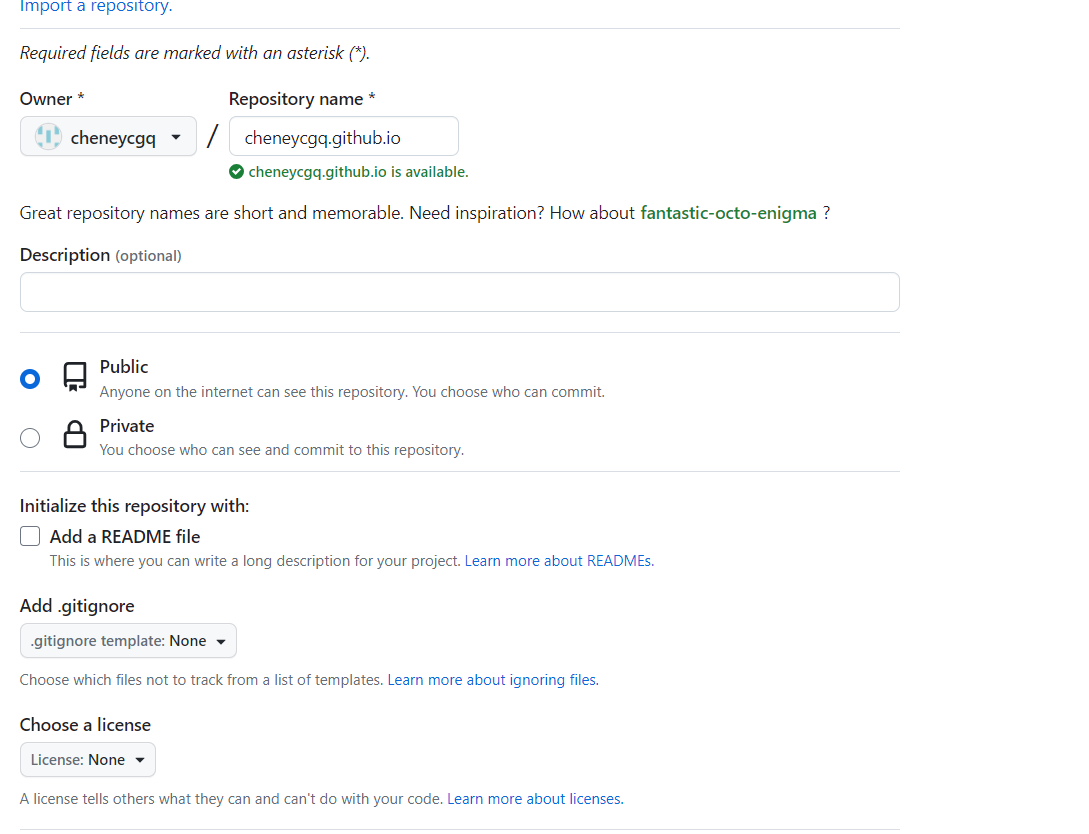 Import a repository.
Required fields are marked with an asterisk (*).
Owner * Repository name *
cheneycgq / cheneycgq.github.io
cheneycgq.github.io is available.
Great repository names are short and memorable. Need inspiration? How about fantastic-octo-enigma ?
Description (optional)
Public
Anyone on the internet can see this repository. You choose who can commit.
Private
You choose who can see and commit to this repository.
Initialize this repository with:
Add a README file
This is where you can write a long description for your project. Learn more about READMEs.
Add .gitignore
.gitignore template: None
Choose which files not to track from a list of templates. Learn more about ignoring files.
Choose a license
License: None
A license tells others what they can and can't do with your code. Learn more about licenses.